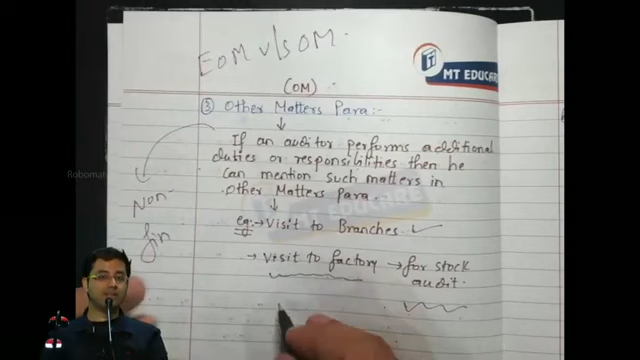 EOM v/s OM.
MT EDUCARE
(OM)
③ Other Matters Para:-
↓
If an auditor performs additional
duties or responsibilities then he
can mention such matters in
Other Matters Para.
↓
eg:→ Visit to Branches.
→ Visit to factory → for stock
audit.
Non-
fin